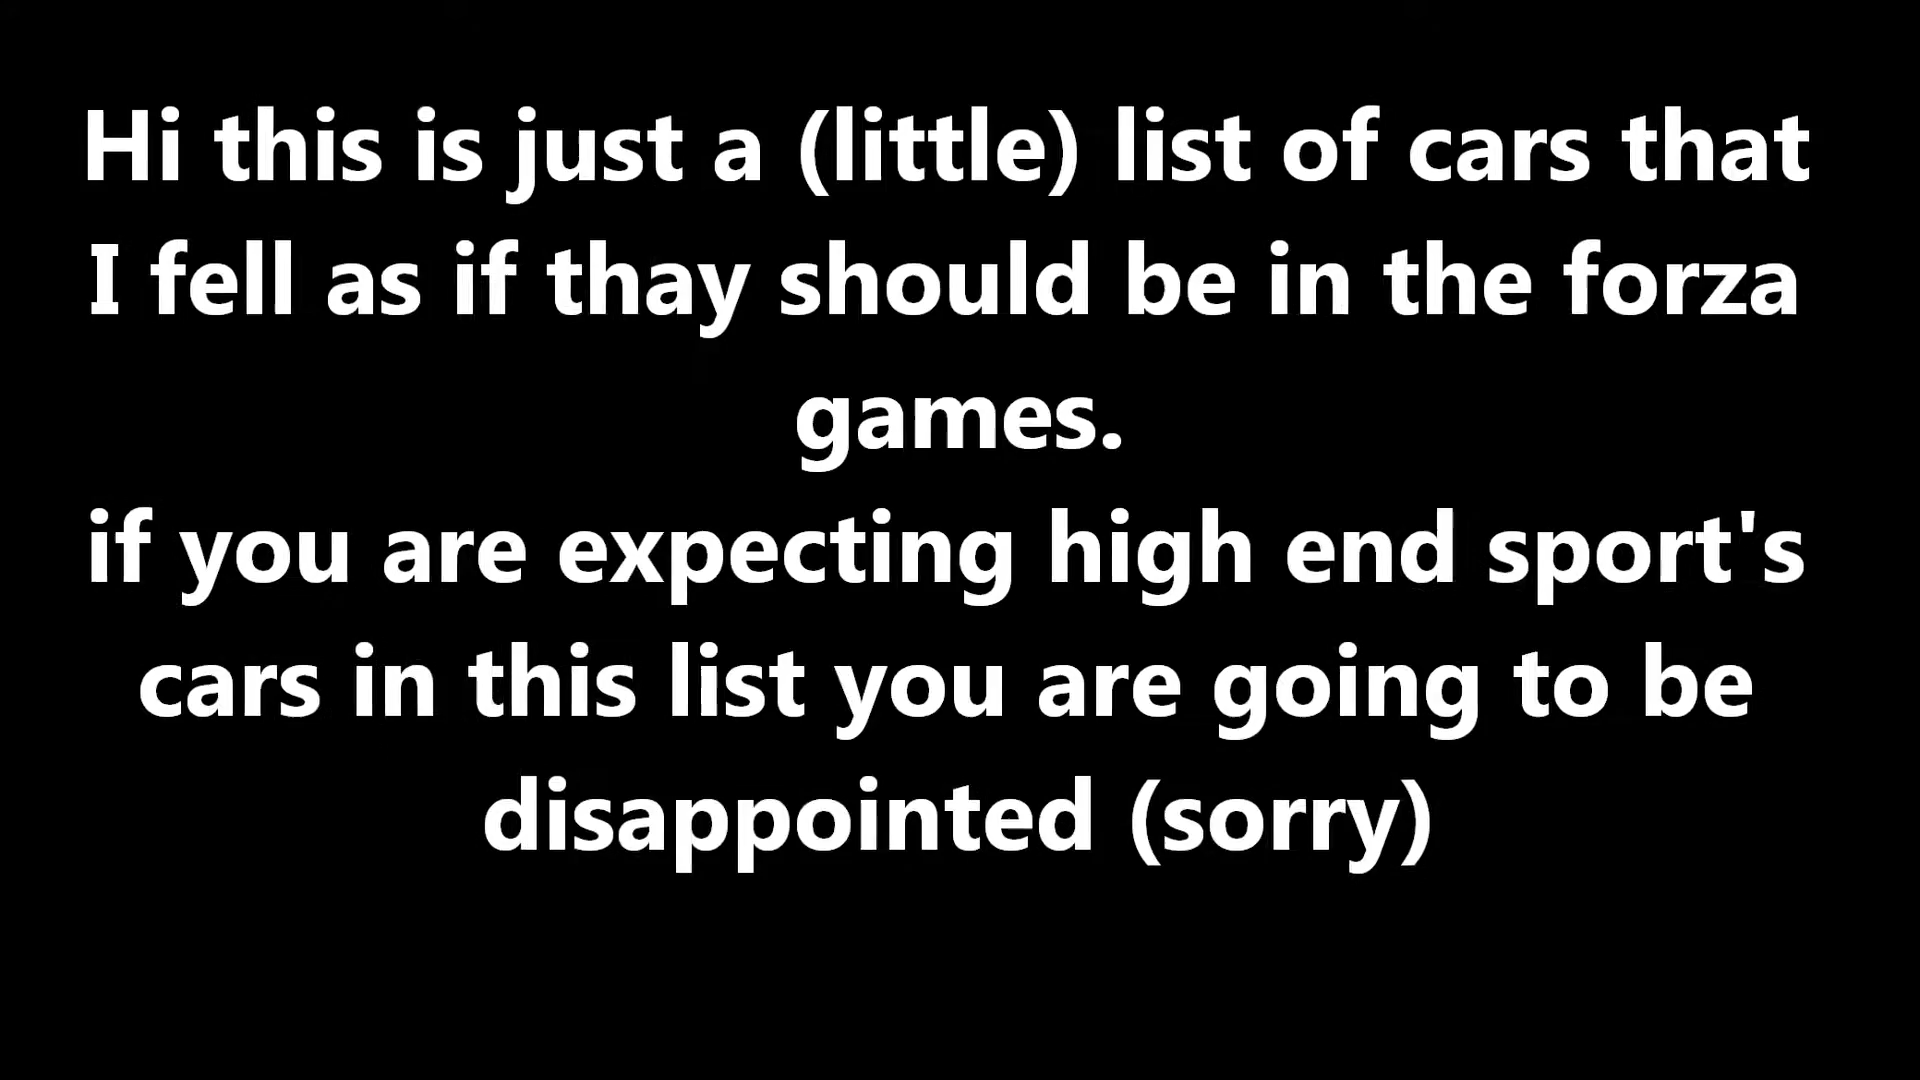 Hi this is just a (little) list of cars that
I fell as if thay should be in the forza
games.
if you are expecting high end sport's
cars in this list you are going to be
disappointed (sorry)